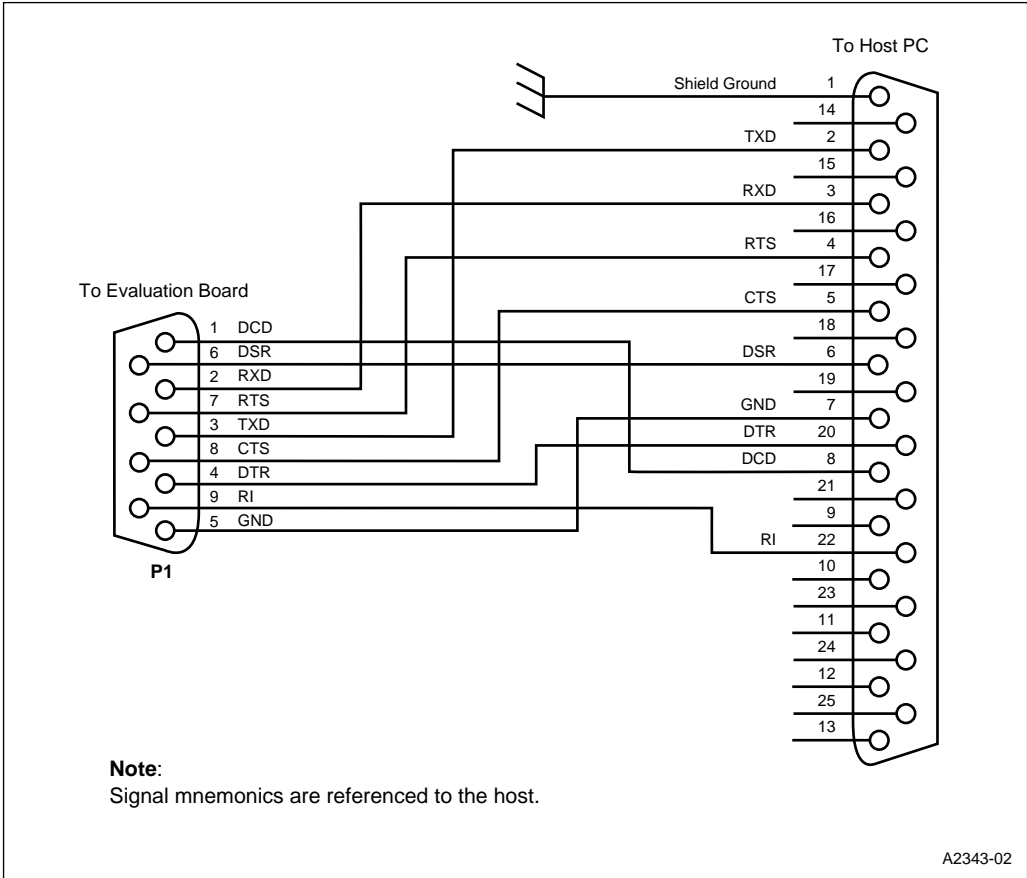 To Host PC
Shield Ground 1
14
TXD 2
15
RXD 3
16
RTS 4
17
CTS 5
18
DSR 6
19
GND 7
DTR 20
DCD 8
21
9
RI 22
10
23
11
24
12
25
13
To Evaluation Board
1 DCD
6 DSR
2 RXD
7 RTS
3 TXD
8 CTS
4 DTR
9 RI
5 GND
P1
Note:
Signal mnemonics are referenced to the host.
A2343-02